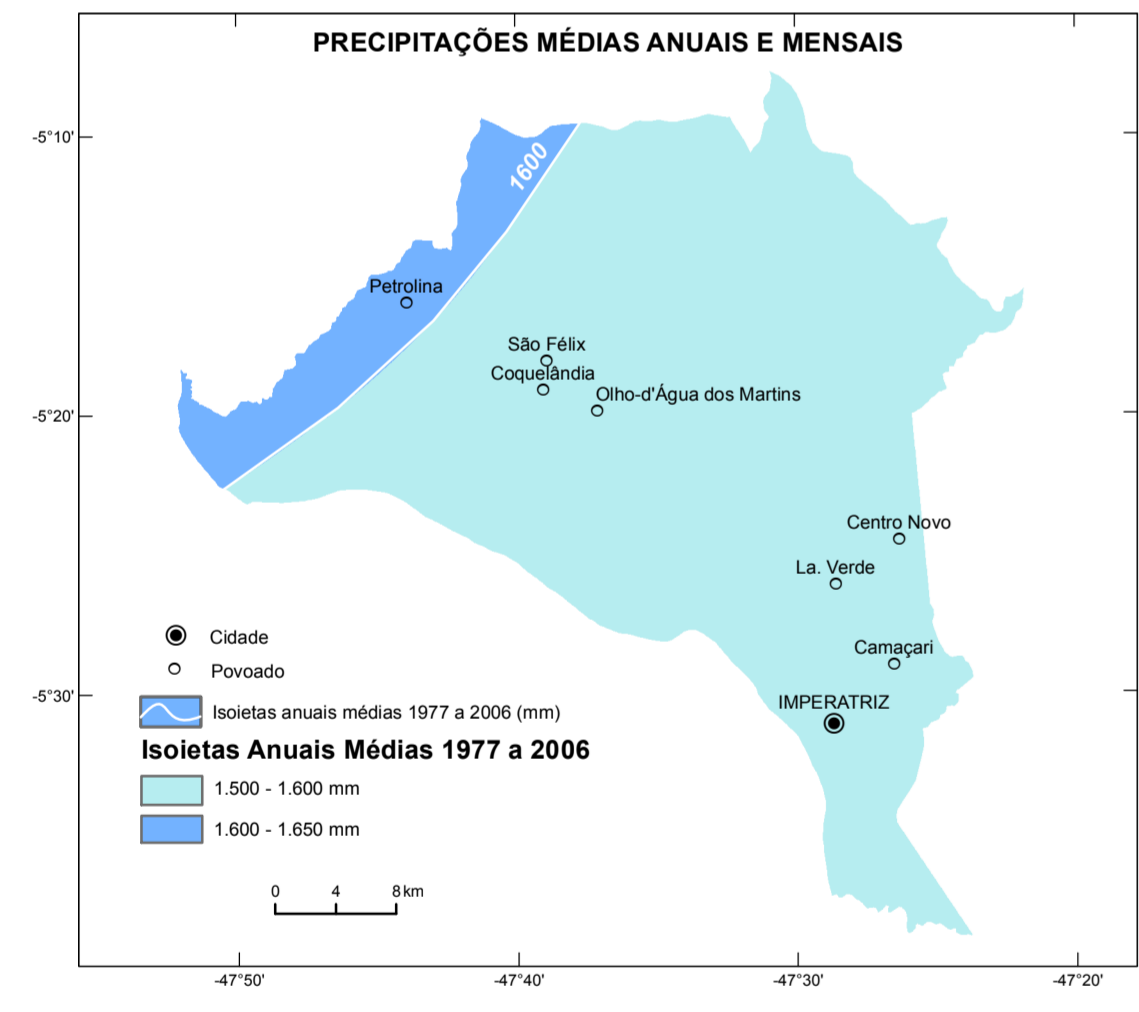 PRECIPITAÇÕES MÉDIAS ANUAIS E MENSAIS
-5°10'
1600
Petrolina
São Félix
Coquelândia
Olho-d'Água dos Martins
-5°20'
Centro Novo
La. Verde
Camaçari
-5°30'
IMPERATRIZ
Cidade
Povoado
Isoietas anuais médias 1977 a 2006 (mm)
Isoietas Anuais Médias 1977 a 2006
1.500 - 1.600 mm
1.600 - 1.650 mm
0 4 8 km
-47°50' -47°40' -47°30' -47°20'